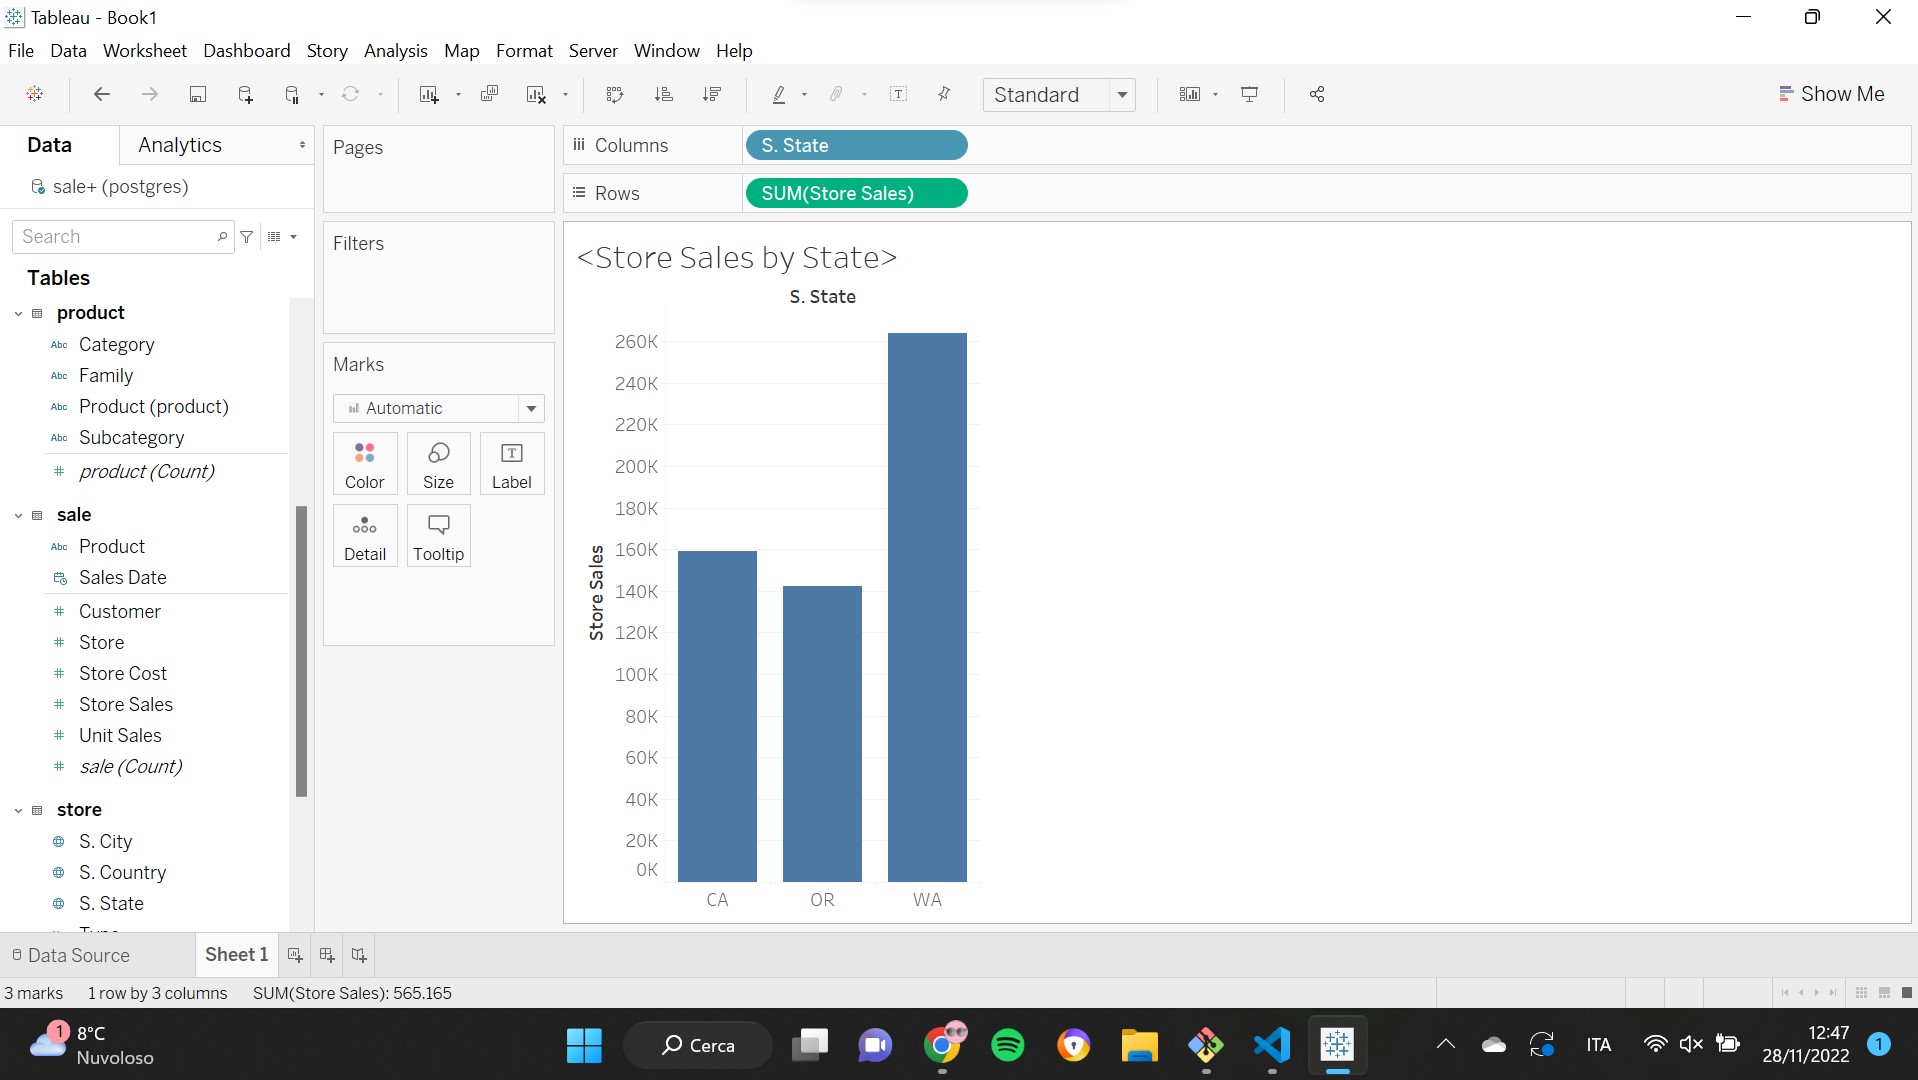 Tableau - Book1
File Data Worksheet Dashboard Story Analysis Map Format Server Window Help
Standard
Show Me
Data
Analytics
sale+ (postgres)
Search
Tables
product
Abc Category
Abc Family
Abc Product (product)
Abc Subcategory
# product (Count)
sale
Abc Product
Sales Date
# Customer
# Store
# Store Cost
# Store Sales
# Unit Sales
# sale (Count)
store
S. City
S. Country
S. State
Pages
Filters
Marks
Automatic
Color
Size
Label
Detail
Tooltip
Columns
S. State
Rows
SUM(Store Sales)
<Store Sales by State>
S. State
Store Sales
260K
240K
220K
200K
180K
160K
140K
120K
100K
80K
60K
40K
20K
0K
CA
OR
WA
Data Source
Sheet 1
3 marks
1 row by 3 columns
SUM(Store Sales): 565.165
1
8°C
Nuvoloso
Cerca
ITA
12:47
28/11/2022
1